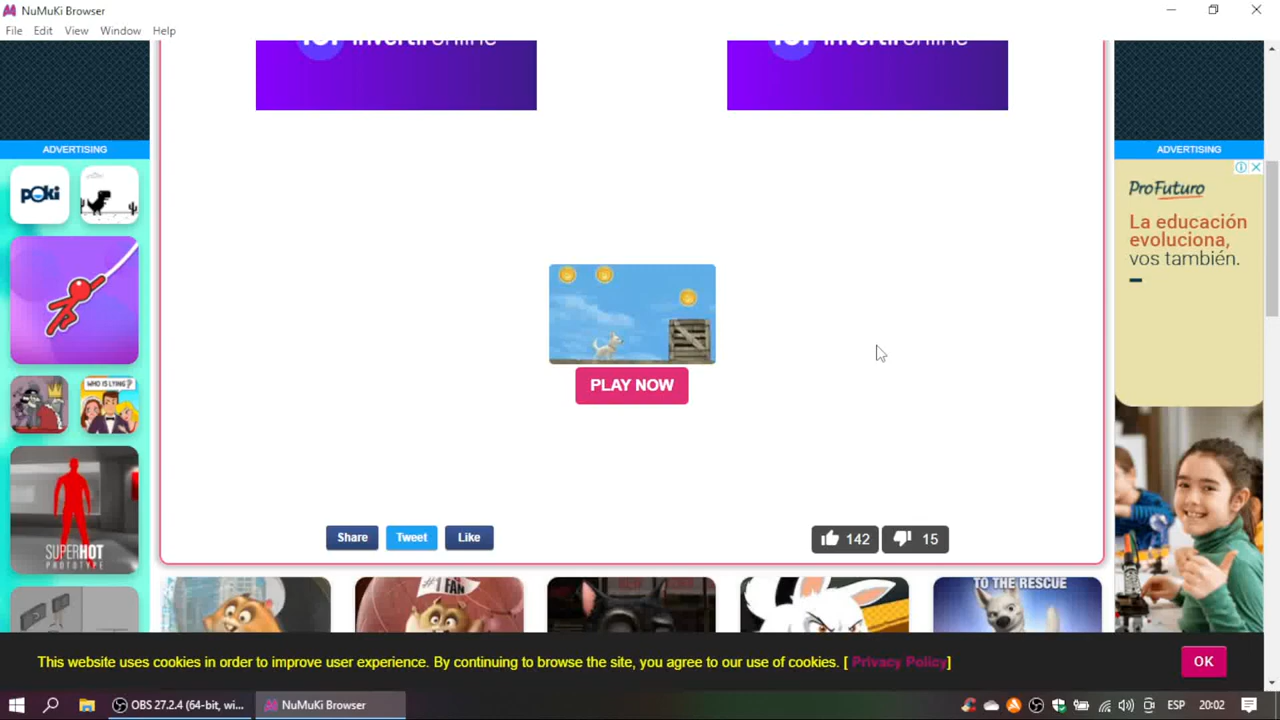 NuMuKi Browser
File Edit View Window Help
ADVERTISING
ADVERTISING
poki
ProFuturo
La educación
evoluciona,
vos también.
WHO IS LYING?
PLAY NOW
SUPERHOT
PROTOTYPE
Share Tweet Like
142 15
#1 FAN
TO THE RESCUE
This website uses cookies in order to improve user experience. By continuing to browse the site, you agree to our use of cookies. [ Privacy Policy]
OK
OBS 27.2.4 (64-bit, wi...
NuMuKi Browser
ESP 20:02